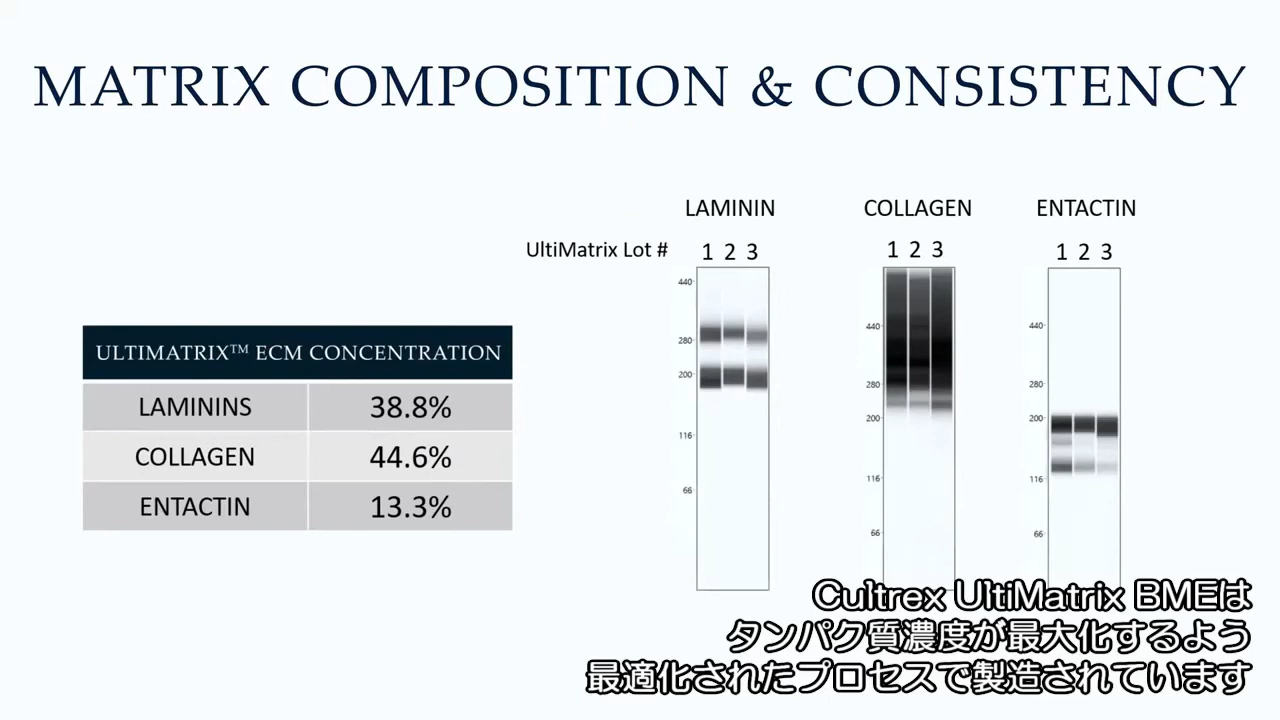 MATRIX COMPOSITION & CONSISTENCY
LAMININ COLLAGEN ENTACTIN
UltiMatrix Lot # 1 2 3 1 2 3 1 2 3
440
280
200
116
66
440
280
200
116
66
440
280
200
116
66
ULTIMATRIX™ ECM CONCENTRATION
LAMININS 38.8%
COLLAGEN 44.6%
ENTACTIN 13.3%
Cultrex UltiMatrix BMEは
タンパク質濃度が最大化するよう
最適化されたプロセスで製造されています